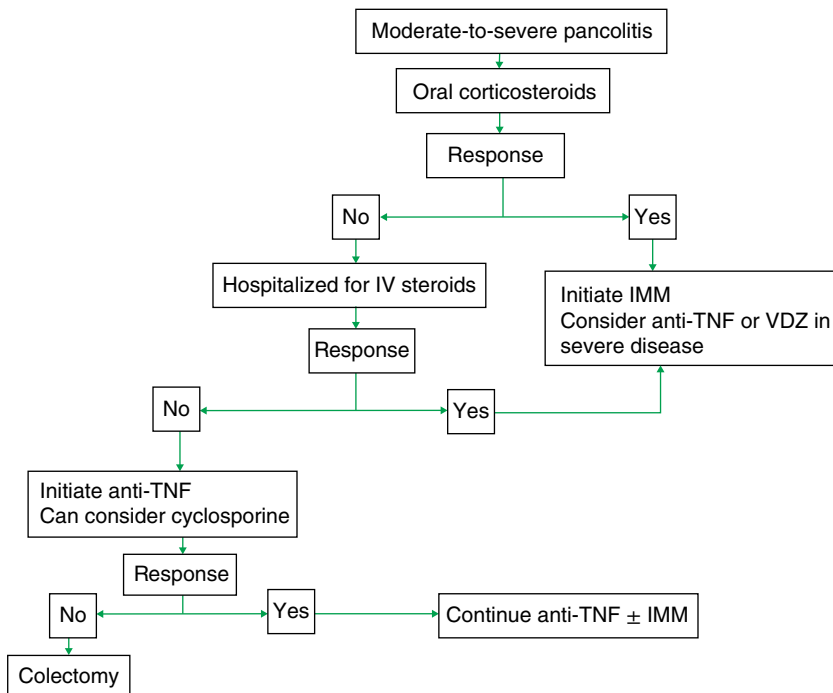 Moderate-to-severe pancolitis
Oral corticosteroids
Response
No
Yes
Hospitalized for IV steroids
Initiate IMM
Consider anti-TNF or VDZ in
severe disease
Response
No
Yes
Initiate anti-TNF
Can consider cyclosporine
Response
No
Yes
Continue anti-TNF ± IMM
Colectomy